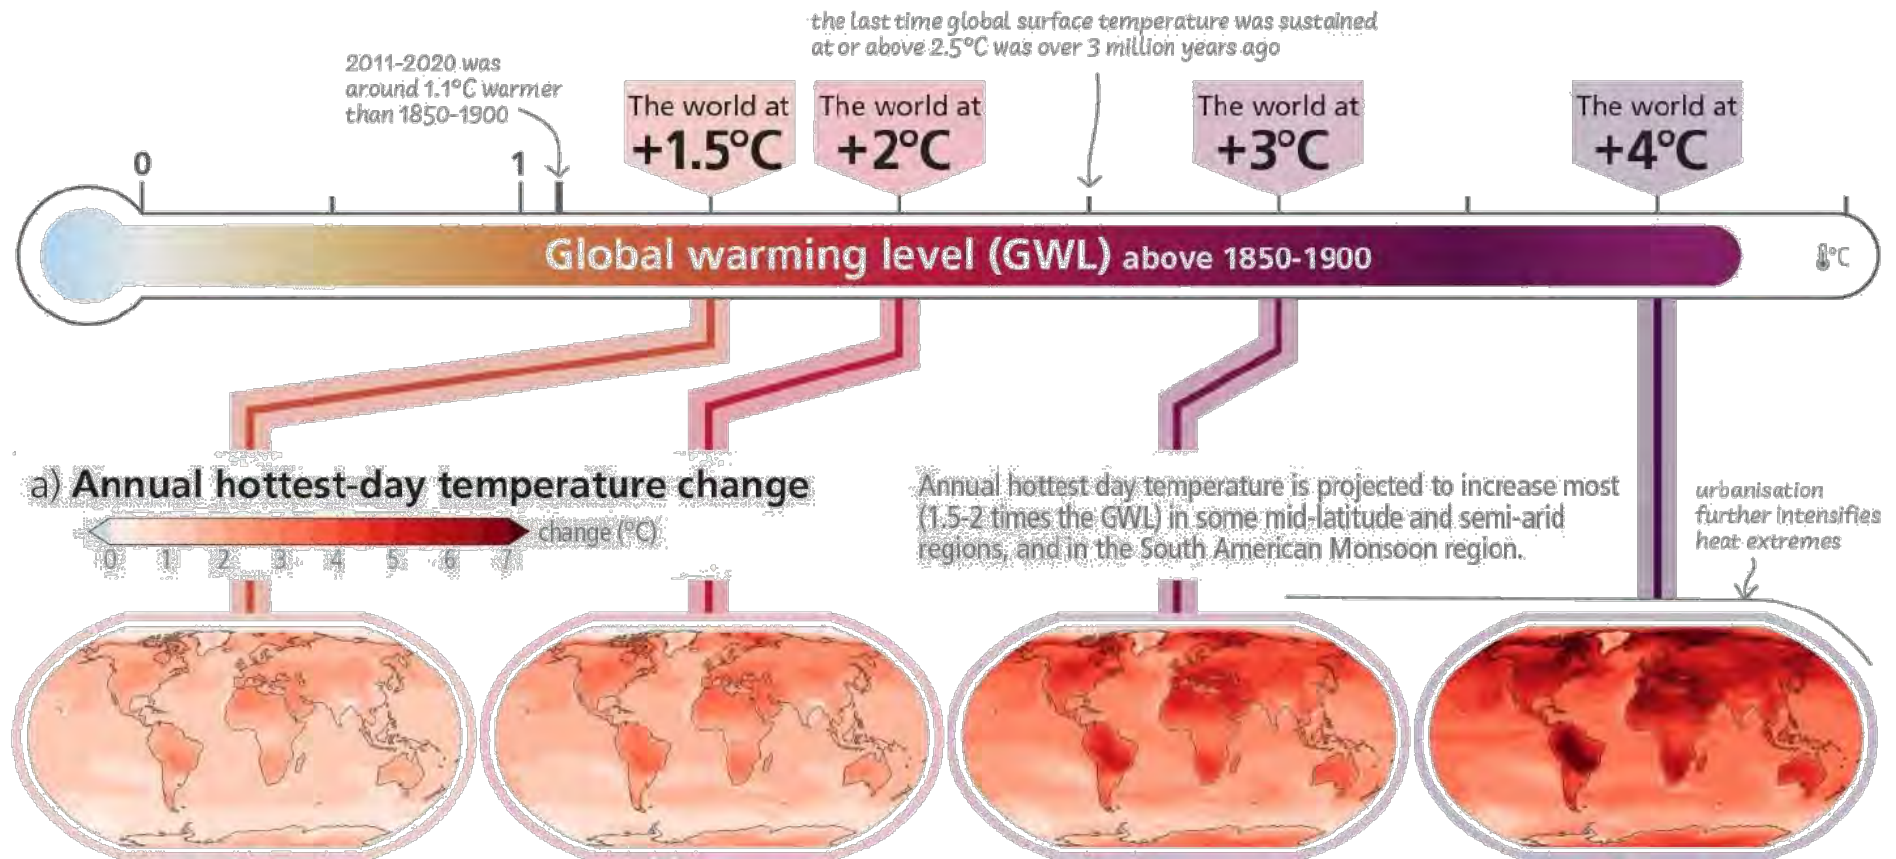 the last time global surface temperature was sustained
at or above 2.5°C was over 3 million years ago
2011-2020 was
around 1.1°C warmer
than 1850-1900
The world at
+1.5°C
The world at
+2°C
The world at
+3°C
The world at
+4°C
0
1
Global warming level (GWL) above 1850-1900
°C
a) Annual hottest-day temperature change
change (°C)
0 1 2 3 4 5 6 7
Annual hottest day temperature is projected to increase most
(1.5-2 times the GWL) in some mid-latitude and semi-arid
regions, and in the South American Monsoon region.
urbanisation
further intensifies
heat extremes